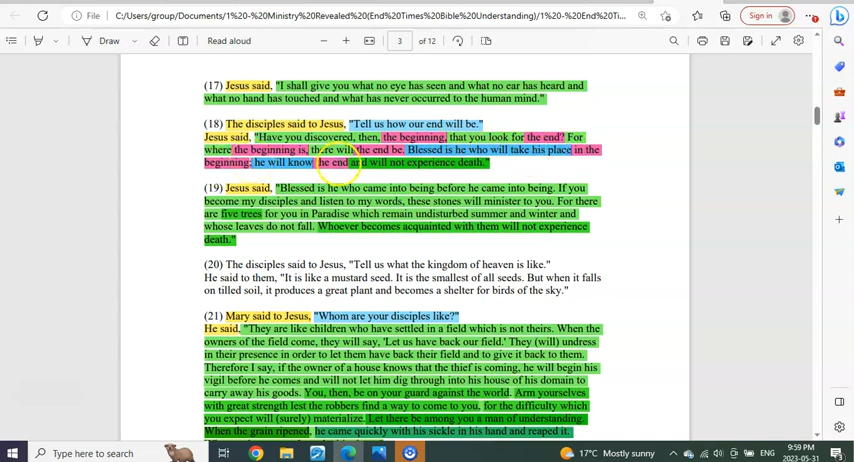 File
C:/Users/group/Documents/1%20-%20Ministry%20Revealed%20(End%20Times%20Bible%20Understanding)/1%20-%20End%20Ti...
Sign in
Draw
Read aloud
3
of 12
(17) Jesus said, "I shall give you what no eye has seen and what no ear has heard and
what no hand has touched and what has never occurred to the human mind."
(18) The disciples said to Jesus, "Tell us how our end will be."
Jesus said, "Have you discovered, then, the beginning, that you look for the end? For
where the beginning is, there will the end be. Blessed is he who will take his place in the
beginning; he will know the end and will not experience death."
(19) Jesus said, "Blessed is he who came into being before he came into being. If you
become my disciples and listen to my words, these stones will minister to you. For there
are five trees for you in Paradise which remain undisturbed summer and winter and
whose leaves do not fall. Whoever becomes acquainted with them will not experience
death."
(20) The disciples said to Jesus, "Tell us what the kingdom of heaven is like."
He said to them, "It is like a mustard seed. It is the smallest of all seeds. But when it falls
on tilled soil, it produces a great plant and becomes a shelter for birds of the sky."
(21) Mary said to Jesus, "Whom are your disciples like?"
He said, "They are like children who have settled in a field which is not theirs. When the
owners of the field come, they will say, 'Let us have back our field.' They (will) undress
in their presence in order to let them have back their field and to give it back to them.
Therefore I say, if the owner of a house knows that the thief is coming, he will begin his
vigil before he comes and will not let him dig through into his house of his domain to
carry away his goods. You, then, be on your guard against the world. Arm yourselves
with great strength lest the robbers find a way to come to you, for the difficulty which
you expect will (surely) materialize. Let there be among you a man of understanding.
When the grain ripened, he came quickly with his sickle in his hand and reaped it.
Type here to search
17°C Mostly sunny
ENG
9:59 PM
2023-05-31
3